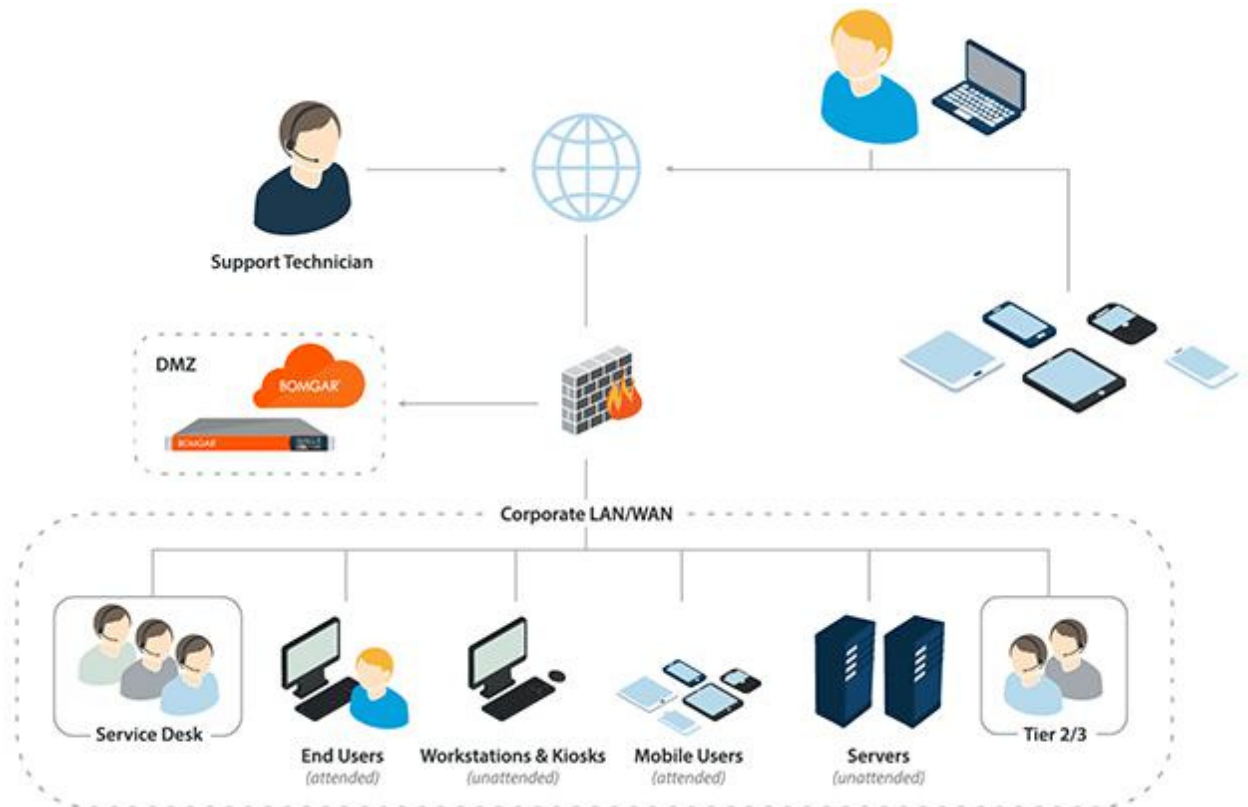 Support Technician
DMZ
BOMGAR
BOMGAR
Corporate LAN/WAN
Service Desk
End Users
(attended)
Workstations & Kiosks
(unattended)
Mobile Users
(attended)
Servers
(unattended)
Tier 2/3